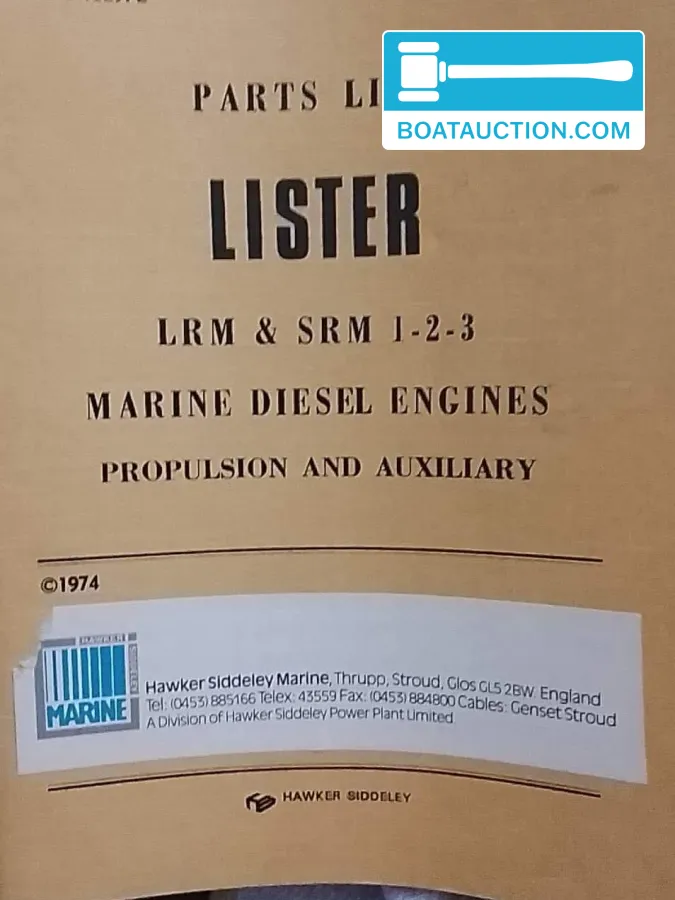 PARTS LI
BOATAUCTION.COM
LISTER
LRM & SRM 1-2-3
MARINE DIESEL ENGINES
PROPULSION AND AUXILIARY
©1974
HAWKER
SIDDELEY
MARINE
Hawker Siddeley Marine, Thrupp, Stroud, Glos GL5 2BW England
Tel: (0453) 885166 Telex: 43559 Fax: (0453) 884800 Cables: Genset Stroud
A Division of Hawker Siddeley Power Plant Limited
HAWKER SIDDELEY